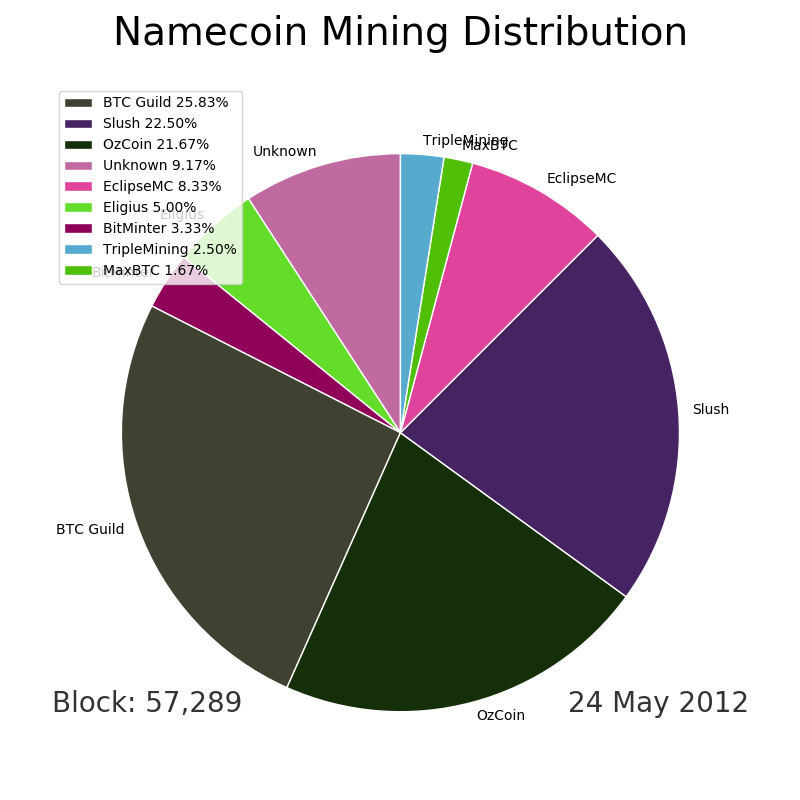 Namecoin Mining Distribution
BTC Guild 25.83%
Slush 22.50%
OzCoin 21.67%
Unknown 9.17%
EclipseMC 8.33%
Eligius 5.00%
BitMinter 3.33%
TripleMining 2.50%
MaxBTC 1.67%
TripleMining
MaxBTC
Unknown
EclipseMC
Eligius
BitMinter
Slush
BTC Guild
OzCoin
Block: 57,289
24 May 2012